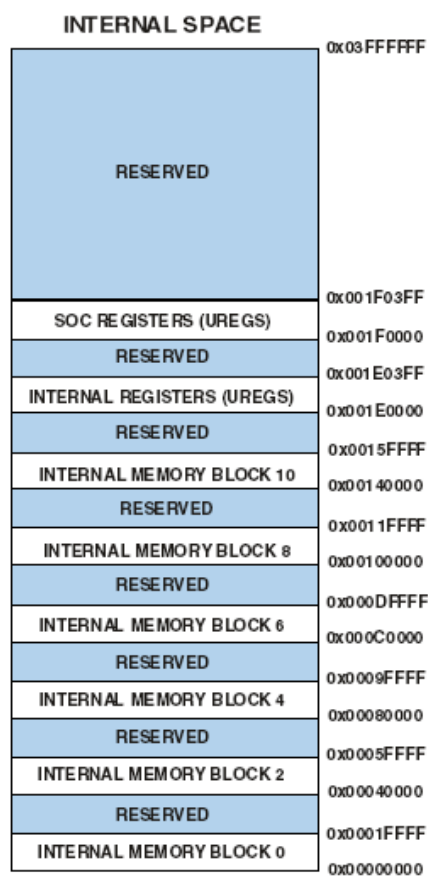 INTERNAL SPACE
0x03FFFFFF
RESERVED
0x001F03FF
SOC REGISTERS (UREGS)
0x001F0000
RESERVED
0x001E03FF
INTERNAL REGISTERS (UREGS)
0x001E0000
RESERVED
0x0015FFFF
INTERNAL MEMORY BLOCK 10
0x00140000
RESERVED
0x0011FFFF
INTERNAL MEMORY BLOCK 8
0x00100000
RESERVED
0x000DFFFF
INTERNAL MEMORY BLOCK 6
0x000C0000
RESERVED
0x0009FFFF
INTERNAL MEMORY BLOCK 4
0x00080000
RESERVED
0x0005FFFF
INTERNAL MEMORY BLOCK 2
0x00040000
RESERVED
0x0001FFFF
INTERNAL MEMORY BLOCK 0
0x00000000